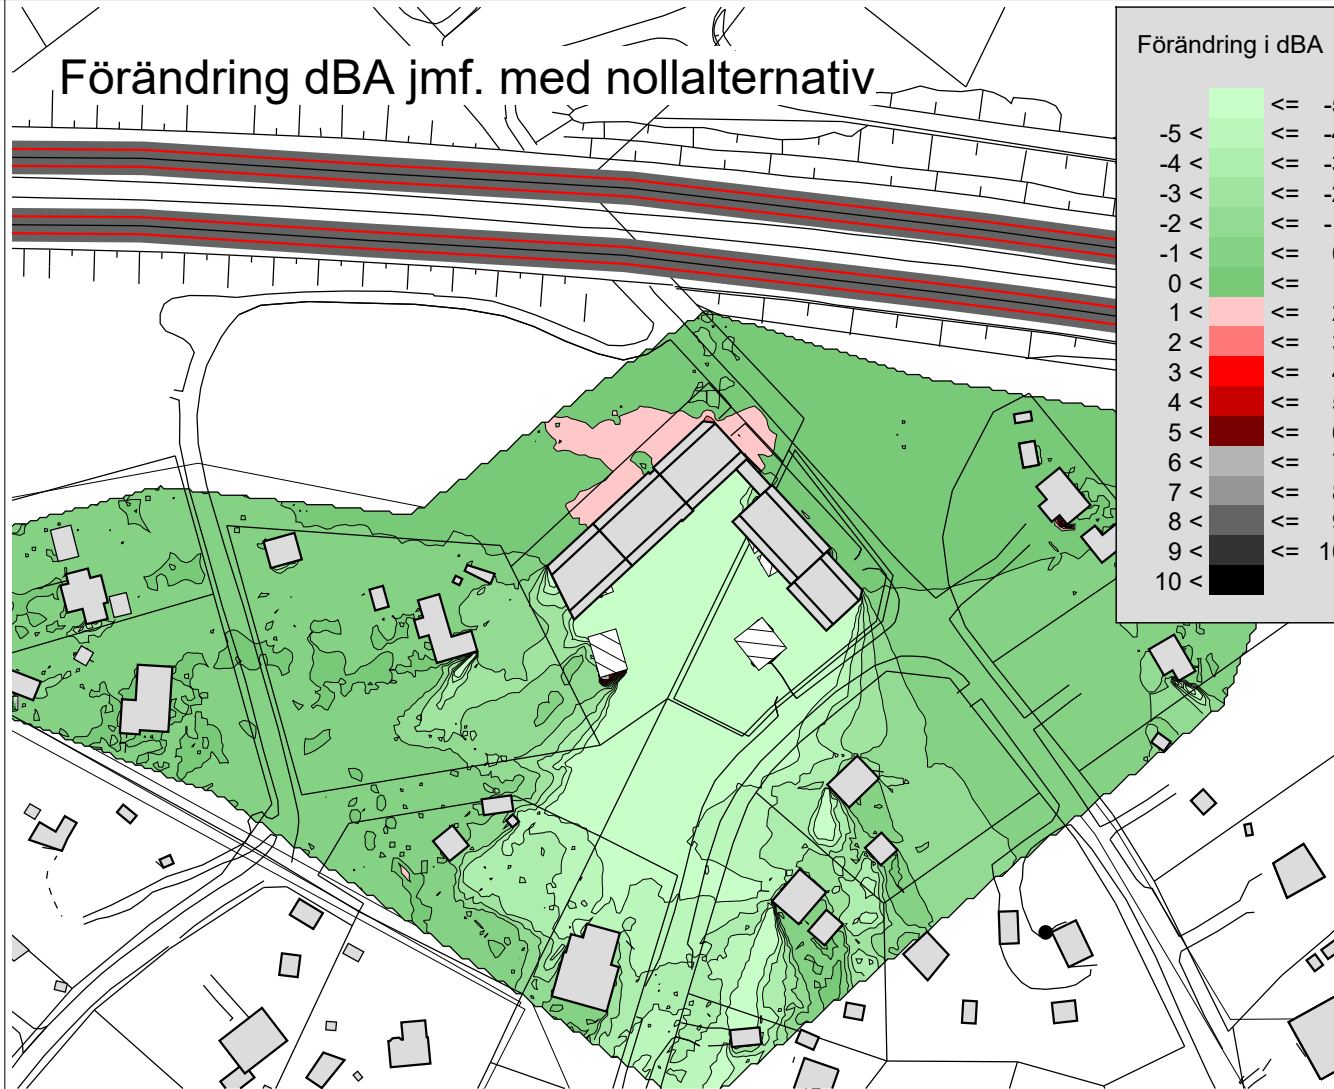 Förändring dBA jmf. med nollalternativ
Förändring i dBA
<=
-5 < <=
-4 < <=
-3 < <=
-2 < <=
-1 < <=
0 < <=
1 < <=
2 < <=
3 < <=
4 < <=
5 < <=
6 < <=
7 < <=
8 < <=
9 < <=
10 <